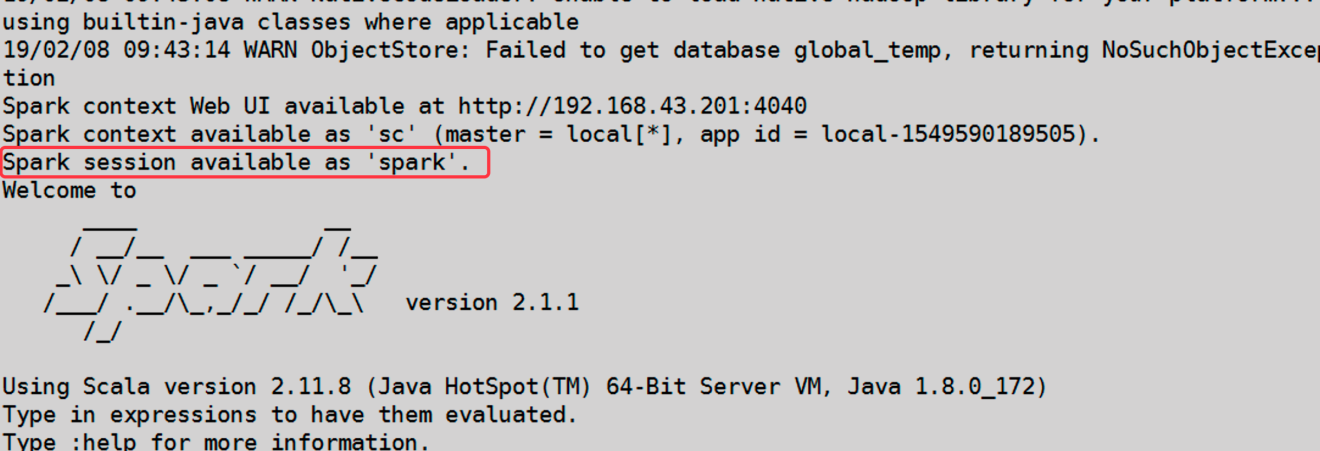 using builtin-java classes where applicable
19/02/08 09:43:14 WARN ObjectStore: Failed to get database global_temp, returning NoSuchObjectExcep
tion
Spark context Web UI available at http://192.168.43.201:4040
Spark context available as 'sc' (master = local[*], app id = local-1549590189505).
Spark session available as 'spark'.
Welcome to
Spark version 2.1.1
Using Scala version 2.11.8 (Java HotSpot(TM) 64-Bit Server VM, Java 1.8.0_172)
Type in expressions to have them evaluated.
Type :help for more information.